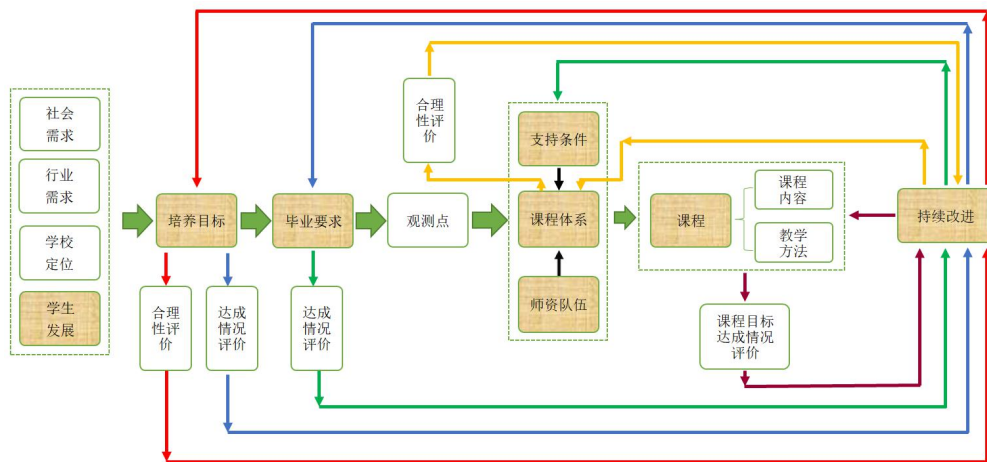 社会
需求
行业
需求
学校
定位
学生
发展
培养目标
合理
性评
价
达成
情况
评价
毕业要求
达成
情况
评价
观测点
合理
性评
价
支持条件
课程体系
师资队伍
课程
课程
内容
教学
方法
课程目标
达成情况
评价
持续改进